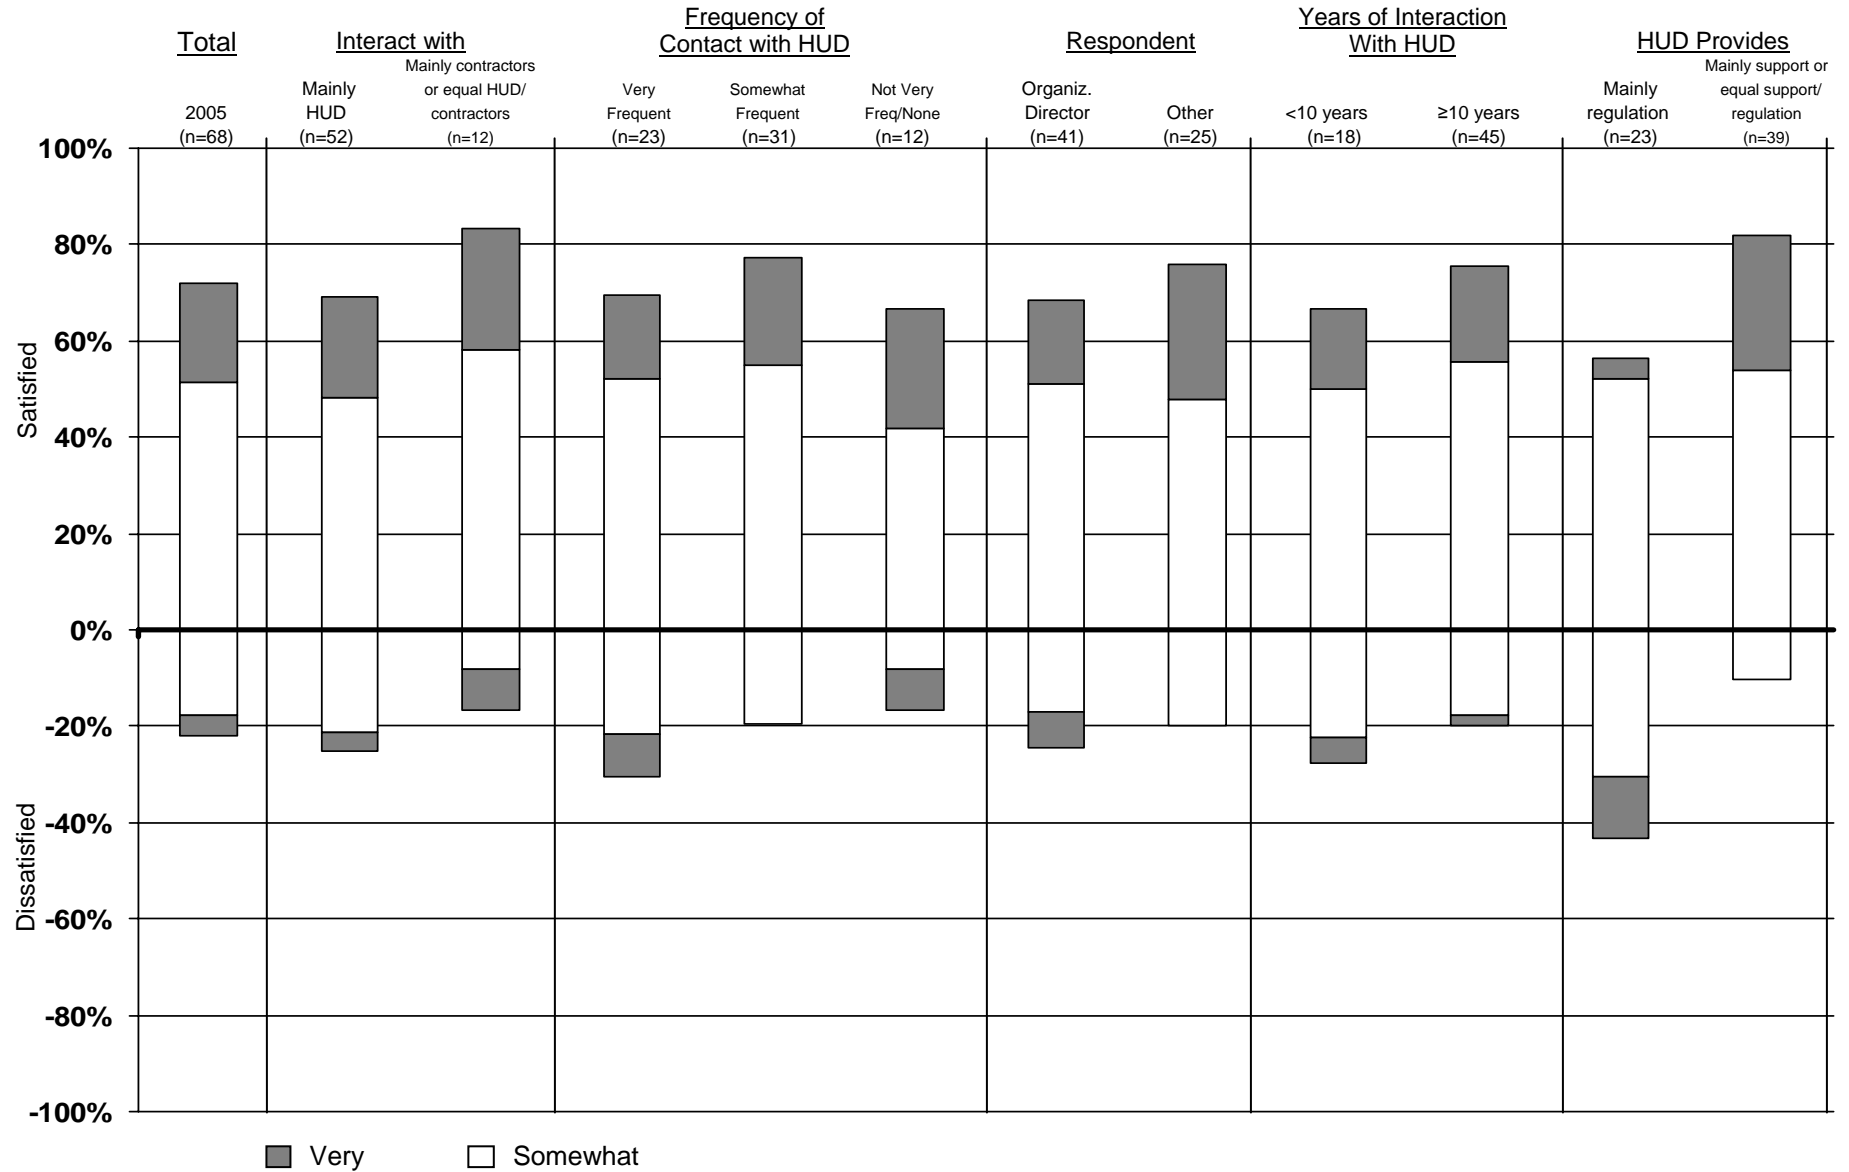 Total
Interact with
Frequency of
Contact with HUD
Respondent
Years of Interaction
With HUD
HUD Provides
2005
(n=68)
Mainly
HUD
(n=52)
Mainly contractors
or equal HUD/
contractors
(n=12)
Very
Frequent
(n=23)
Somewhat
Frequent
(n=31)
Not Very
Freq/None
(n=12)
Organiz.
Director
(n=41)
Other
(n=25)
<10 years
(n=18)
≥10 years
(n=45)
Mainly
regulation
(n=23)
Mainly support or
equal support/
regulation
(n=39)
100%
80%
60%
40%
20%
0%
-20%
-40%
-60%
-80%
-100%
Satisfied
Dissatisfied
Very
Somewhat